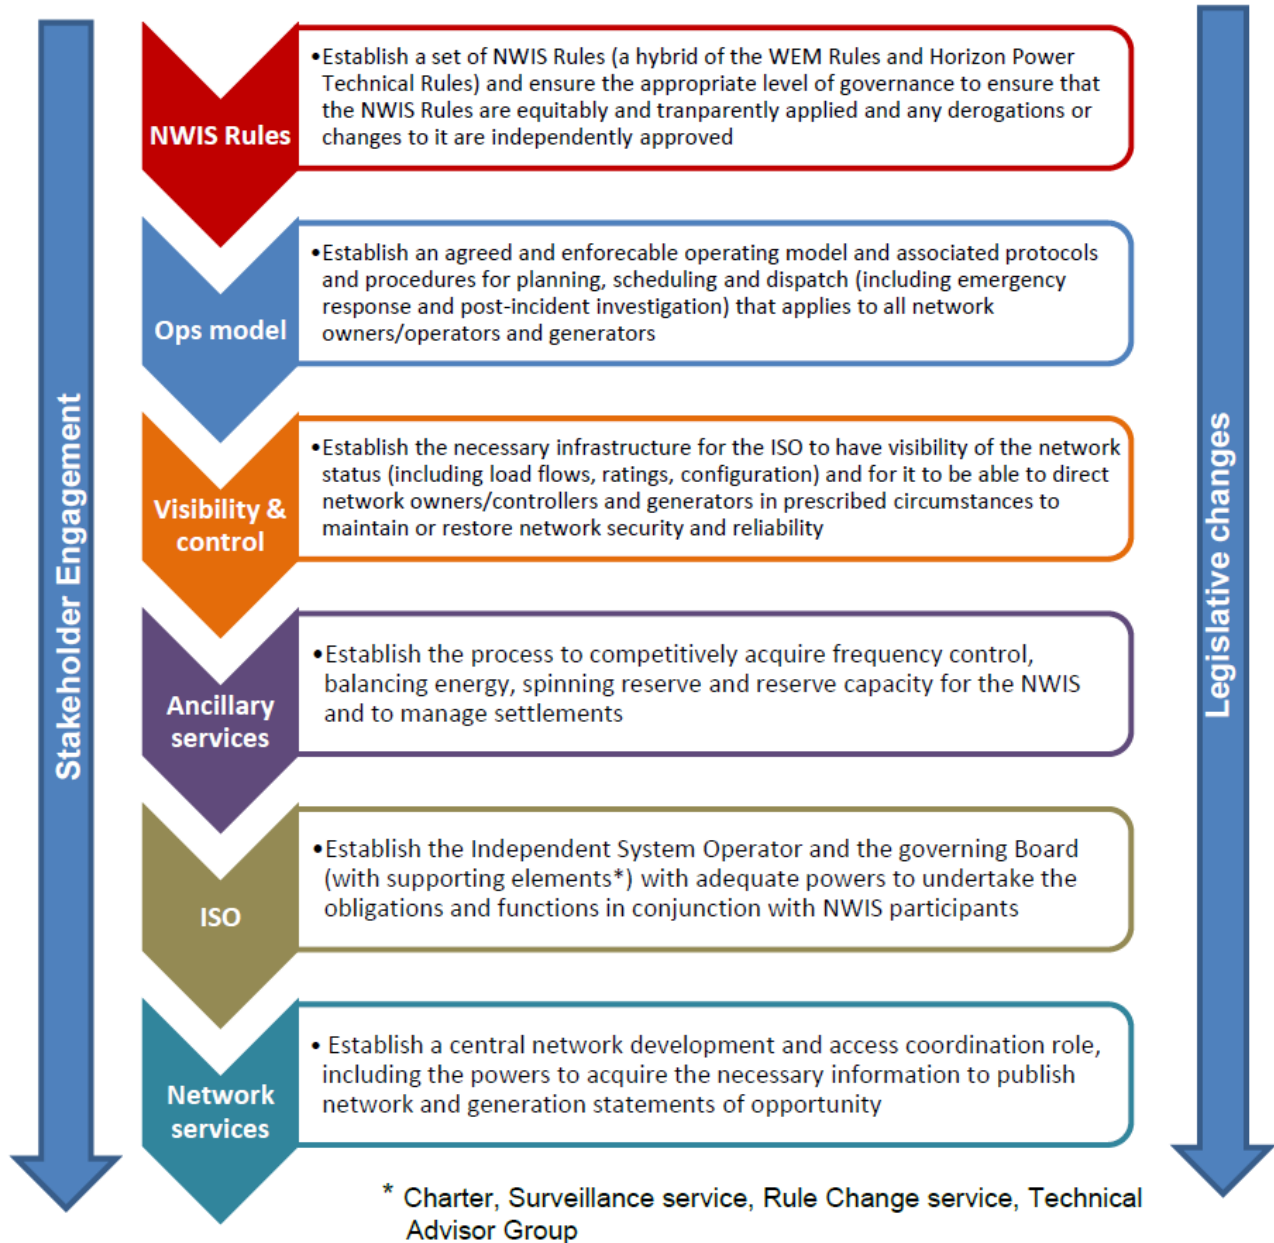 Stakeholder Engagement
NWIS Rules
•Establish a set of NWIS Rules (a hybrid of the WEM Rules and Horizon Power
Technical Rules) and ensure the appropriate level of governance to ensure that
the NWIS Rules are equitably and tranparently applied and any derogations or
changes to it are independently approved
Ops model
•Establish an agreed and enforecable operating model and associated protocols
and procedures for planning, scheduling and dispatch (including emergency
response and post-incident investigation) that applies to all network
owners/operators and generators
Visibility &
control
•Establish the necessary infrastructure for the ISO to have visibility of the network
status (including load flows, ratings, configuration) and for it to be able to direct
network owners/controllers and generators in prescribed circumstances to
maintain or restore network security and reliability
Ancillary
services
•Establish the process to competitively acquire frequency control,
balancing energy, spinning reserve and reserve capacity for the NWIS
and to manage settlements
ISO
•Establish the Independent System Operator and the governing Board
(with supporting elements*) with adequate powers to undertake the
obligations and functions in conjunction with NWIS participants
Network
services
• Establish a central network development and access coordination role,
including the powers to acquire the necessary information to publish
network and generation statements of opportunity
Legislative changes
* Charter, Surveillance service, Rule Change service, Technical
Advisor Group